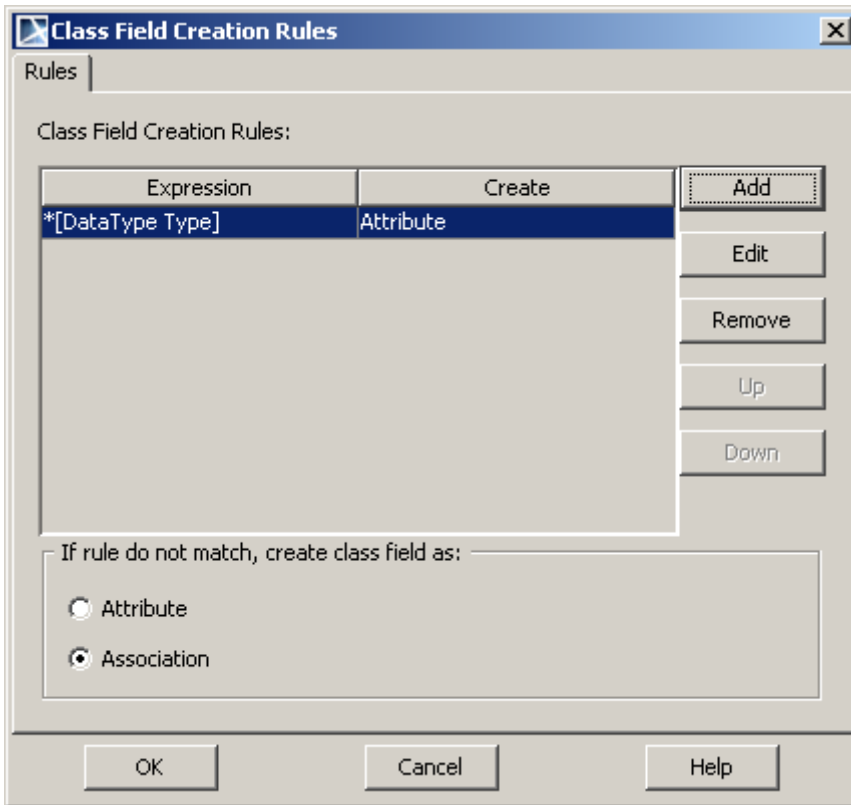 Class Field Creation Rules
Rules
Class Field Creation Rules:
Expression Create
*[DataType Type] Attribute
Add
Edit
Remove
Up
Down
If rule do not match, create class field as:
Attribute
Association
OK Cancel Help